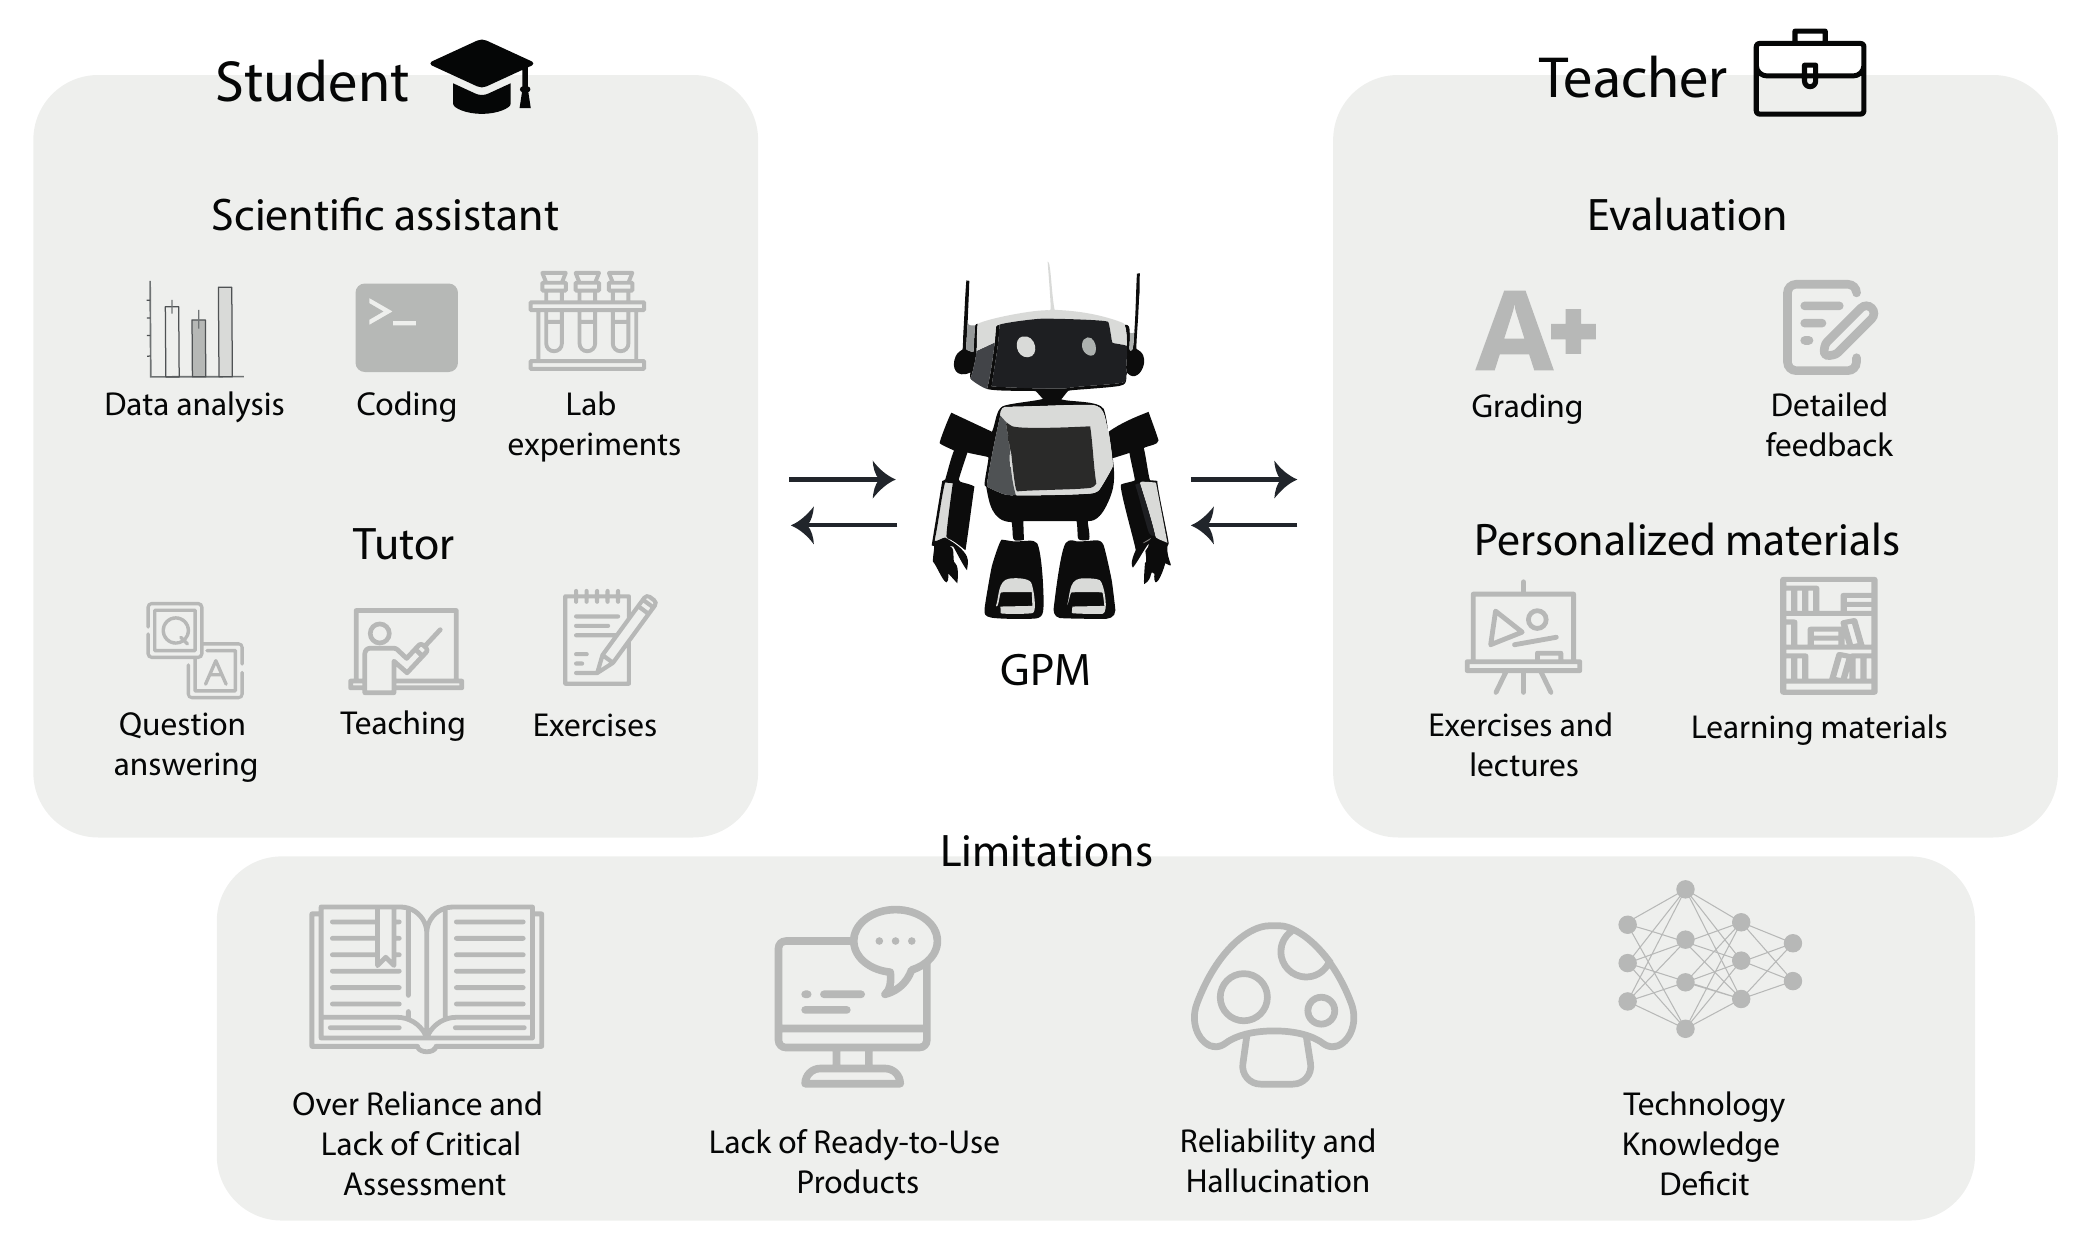 Student
Scientific assistant
Data analysis
Coding
Lab
experiments
Tutor
Question
answering
Teaching
Exercises
GPM
Teacher
Evaluation
A+
Grading
Detailed
feedback
Personalized materials
Exercises and
lectures
Learning materials
Limitations
Over Reliance and
Lack of Critical
Assessment
Lack of Ready-to-Use
Products
Reliability and
Hallucination
Technology
Knowledge
Deficit
>_
Q
A